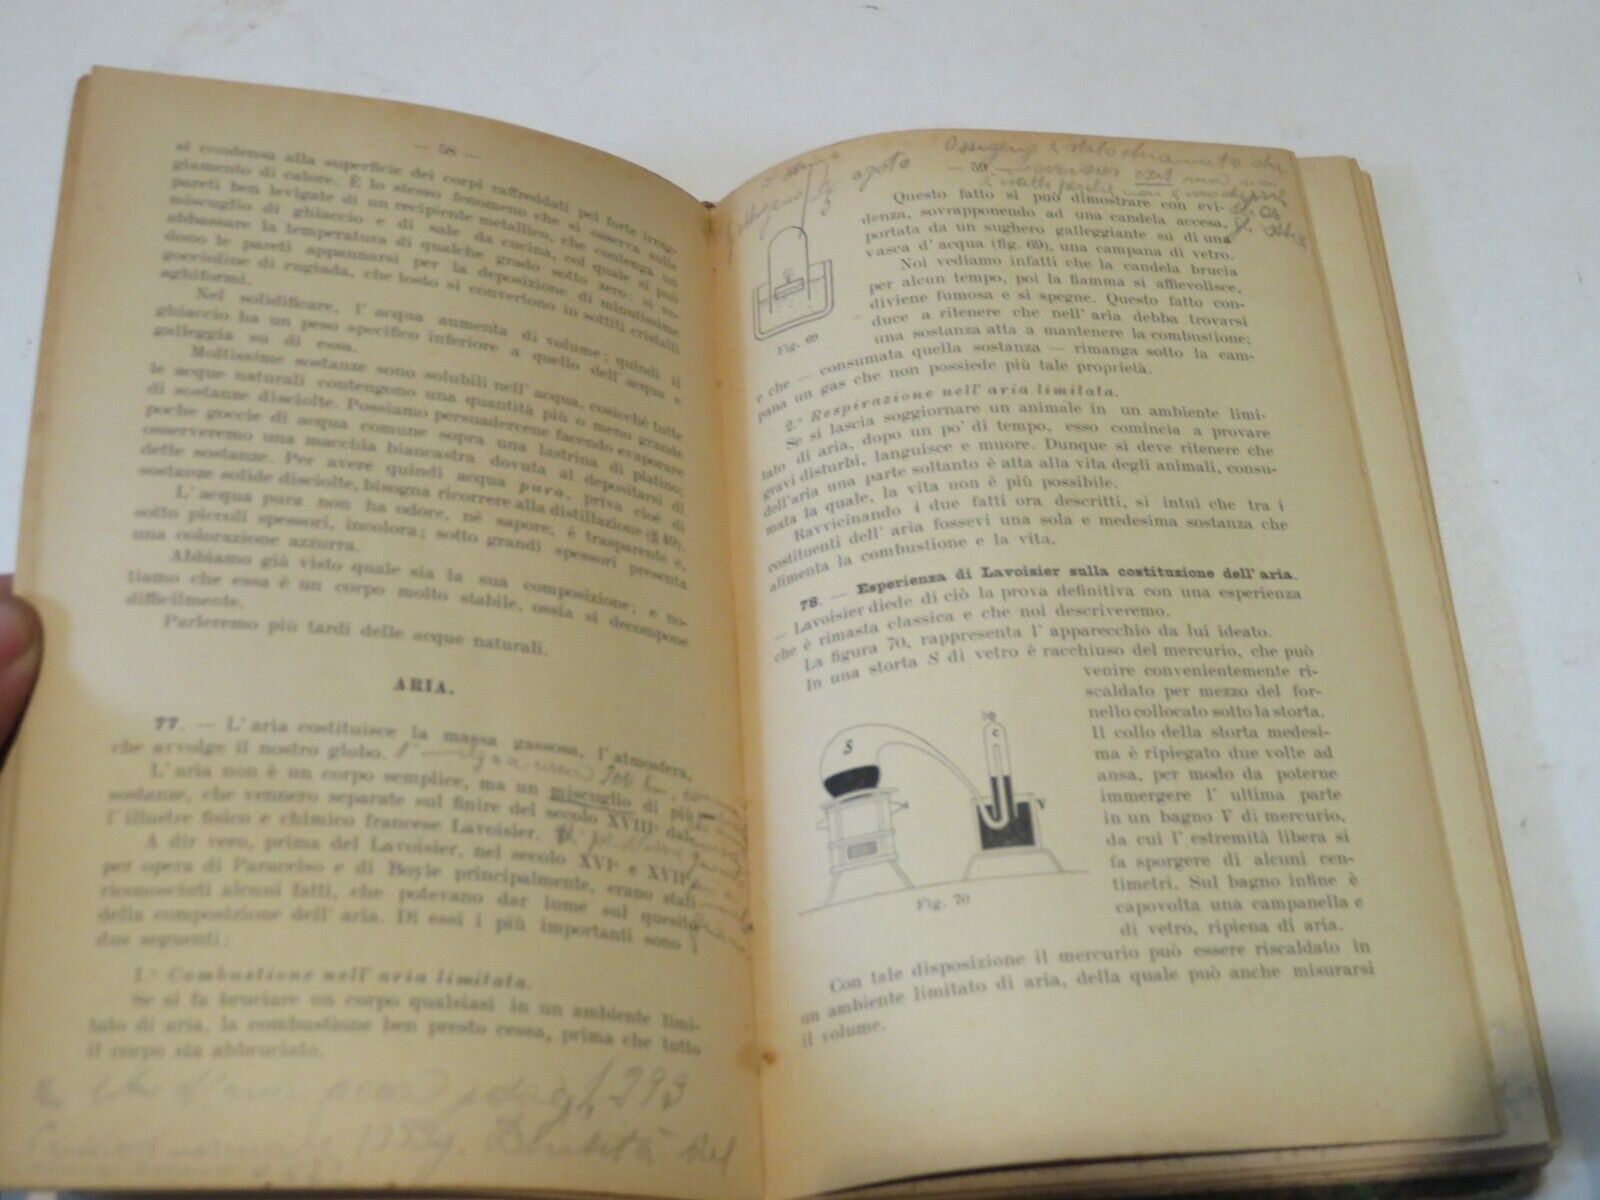 — 58 —
si condensa alla superficie dei corpi raffreddati pel forte irrag-
giamento di calore. È lo stesso fenomeno che si osserva sulle
pareti ben levigate di un recipiente metallico, che contenga un
miscuglio di ghiaccio e di sale da cucina, col quale si può
abbassare la temperatura di qualche grado sotto zero; si ve-
dono le pareti appannarsi per la deposizione di minutissime
goccioline di rugiada, che tosto si convertono in sottili cristalli
aghiformi.
Nel solidificare, l'acqua aumenta di volume; quindi il
ghiaccio ha un peso specifico inferiore a quello dell'acqua e
galleggia su di essa.
Moltissime sostanze sono solubili nell'acqua, cosicchè tutte
le acque naturali contengono una quantità più o meno grande
di sostanze disciolte. Possiamo persuadercene facendo evaporare
poche goccie di acqua comune sopra una lastrina di platino;
osserveremo una macchia biancastra dovuta al depositarsi
delle sostanze. Per avere quindi acqua pura, priva cioè di
sostanze solide disciolte, bisogna ricorrere alla distillazione (§ 49).
L'acqua pura non ha odore, nè sapore; è trasparente e,
sotto piccoli spessori, incolora; sotto grandi spessori presenta
una colorazione azzurra.
Abbiamo già visto quale sia la sua composizione; e no-
tiamo che essa è un corpo molto stabile, ossia si decompone
difficilmente.
Parleremo più tardi delle acque naturali.
ARIA.
77. — L'aria costituisce la massa gassosa, l'atmosfera,
che avvolge il nostro globo.
L'aria non è un corpo semplice, ma un miscuglio di più
sostanze, che vennero separate sul finire del secolo XVIII dal-
l'illustre fisico e chimico francese Lavoisier.
A dir vero, prima del Lavoisier, nel secolo XVI e XVII
per opera di Paracelso e di Boyle principalmente, erano stati
riconosciuti alcuni fatti, che potevano dar lume sul quesito
della composizione dell'aria. Di essi i più importanti sono i
due seguenti:
1.° Combustione nell'aria limitata.
Se si fa bruciare un corpo qualsiasi in un ambiente limi-
tato di aria, la combustione ben presto cessa, prima che tutto
il corpo sia abbruciato.
1,293
Densità del
agosto
— 59 —
Questo fatto si può dimostrare con evi-
denza, sovrapponendo ad una candela accesa,
portata da un sughero galleggiante su di una
vasca d'acqua (fig. 69), una campana di vetro.
Noi vediamo infatti che la candela brucia
per alcun tempo, poi la fiamma si affievolisce,
diviene fumosa e si spegne. Questo fatto con-
duce a ritenere che nell'aria debba trovarsi
una sostanza atta a mantenere la combustione;
Fig. 69
e che — consumata quella sostanza — rimanga sotto la cam-
pana un gas che non possiede più tale proprietà.
2.° Respirazione nell'aria limitata.
Se si lascia soggiornare un animale in un ambiente limi-
tato di aria, dopo un po' di tempo, esso comincia a provare
gravi disturbi, languisce e muore. Dunque si deve ritenere che
dell'aria una parte soltanto è atta alla vita degli animali, consu-
mata la quale, la vita non è più possibile.
Ravvicinando i due fatti ora descritti, si intuì che tra i
costituenti dell'aria fossevi una sola e medesima sostanza che
alimenta la combustione e la vita.
78. — Esperienza di Lavoisier sulla costituzione dell'aria.
— Lavoisier diede di ciò la prova definitiva con una esperienza
che è rimasta classica e che noi descriveremo.
La figura 70, rappresenta l'apparecchio da lui ideato.
In una storta S di vetro è racchiuso del mercurio, che può
venire convenientemente ri-
scaldato per mezzo del for-
nello collocato sotto la storta.
Il collo della storta medesi-
ma è ripiegato due volte ad
ansa, per modo da poterne
immergere l'ultima parte
in un bagno V di mercurio,
da cui l'estremità libera si
fa sporgere di alcuni cen-
timetri. Sul bagno infine è
capovolta una campanella c
di vetro, ripiena di aria.
S
c
V
Fig. 70
Con tale disposizione il mercurio può essere riscaldato in
un ambiente limitato di aria, della quale può anche misurarsi
il volume.